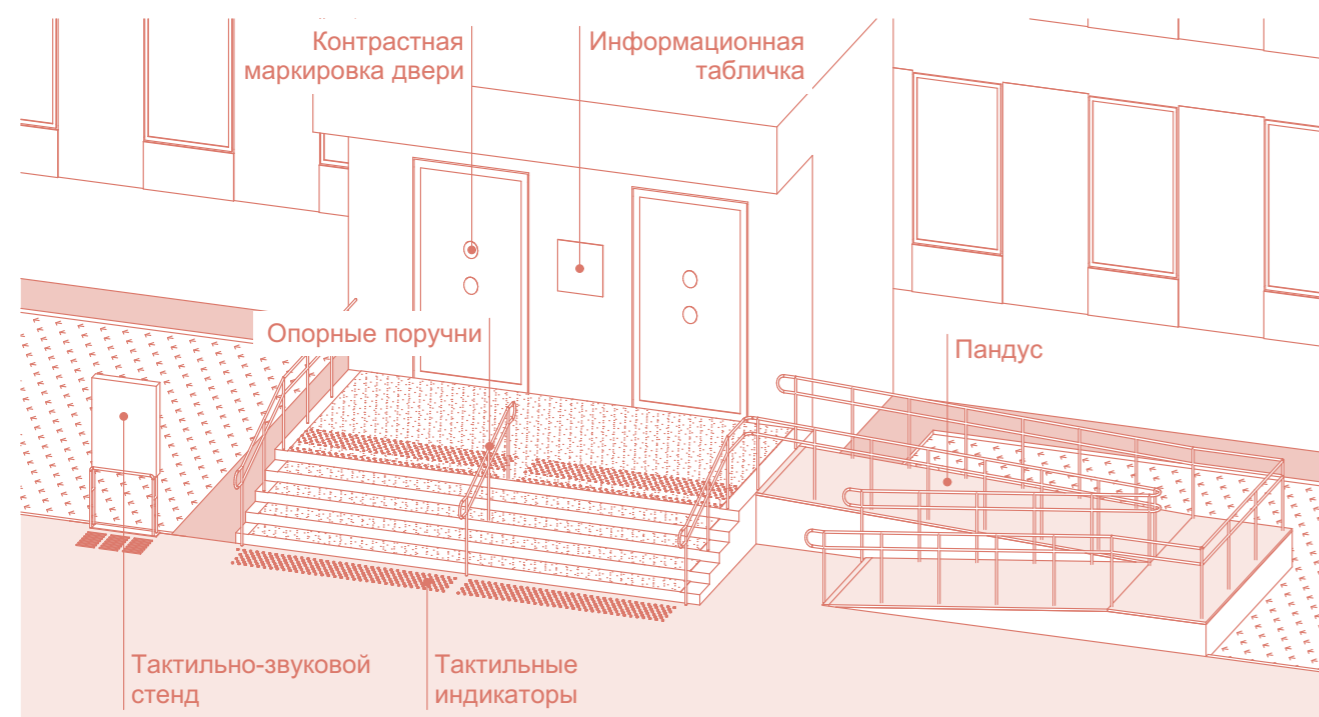 Контрастная
маркировка двери
Информационная
табличка
Опорные поручни
Пандус
Тактильно-звуковой
стенд
Тактильные
индикаторы